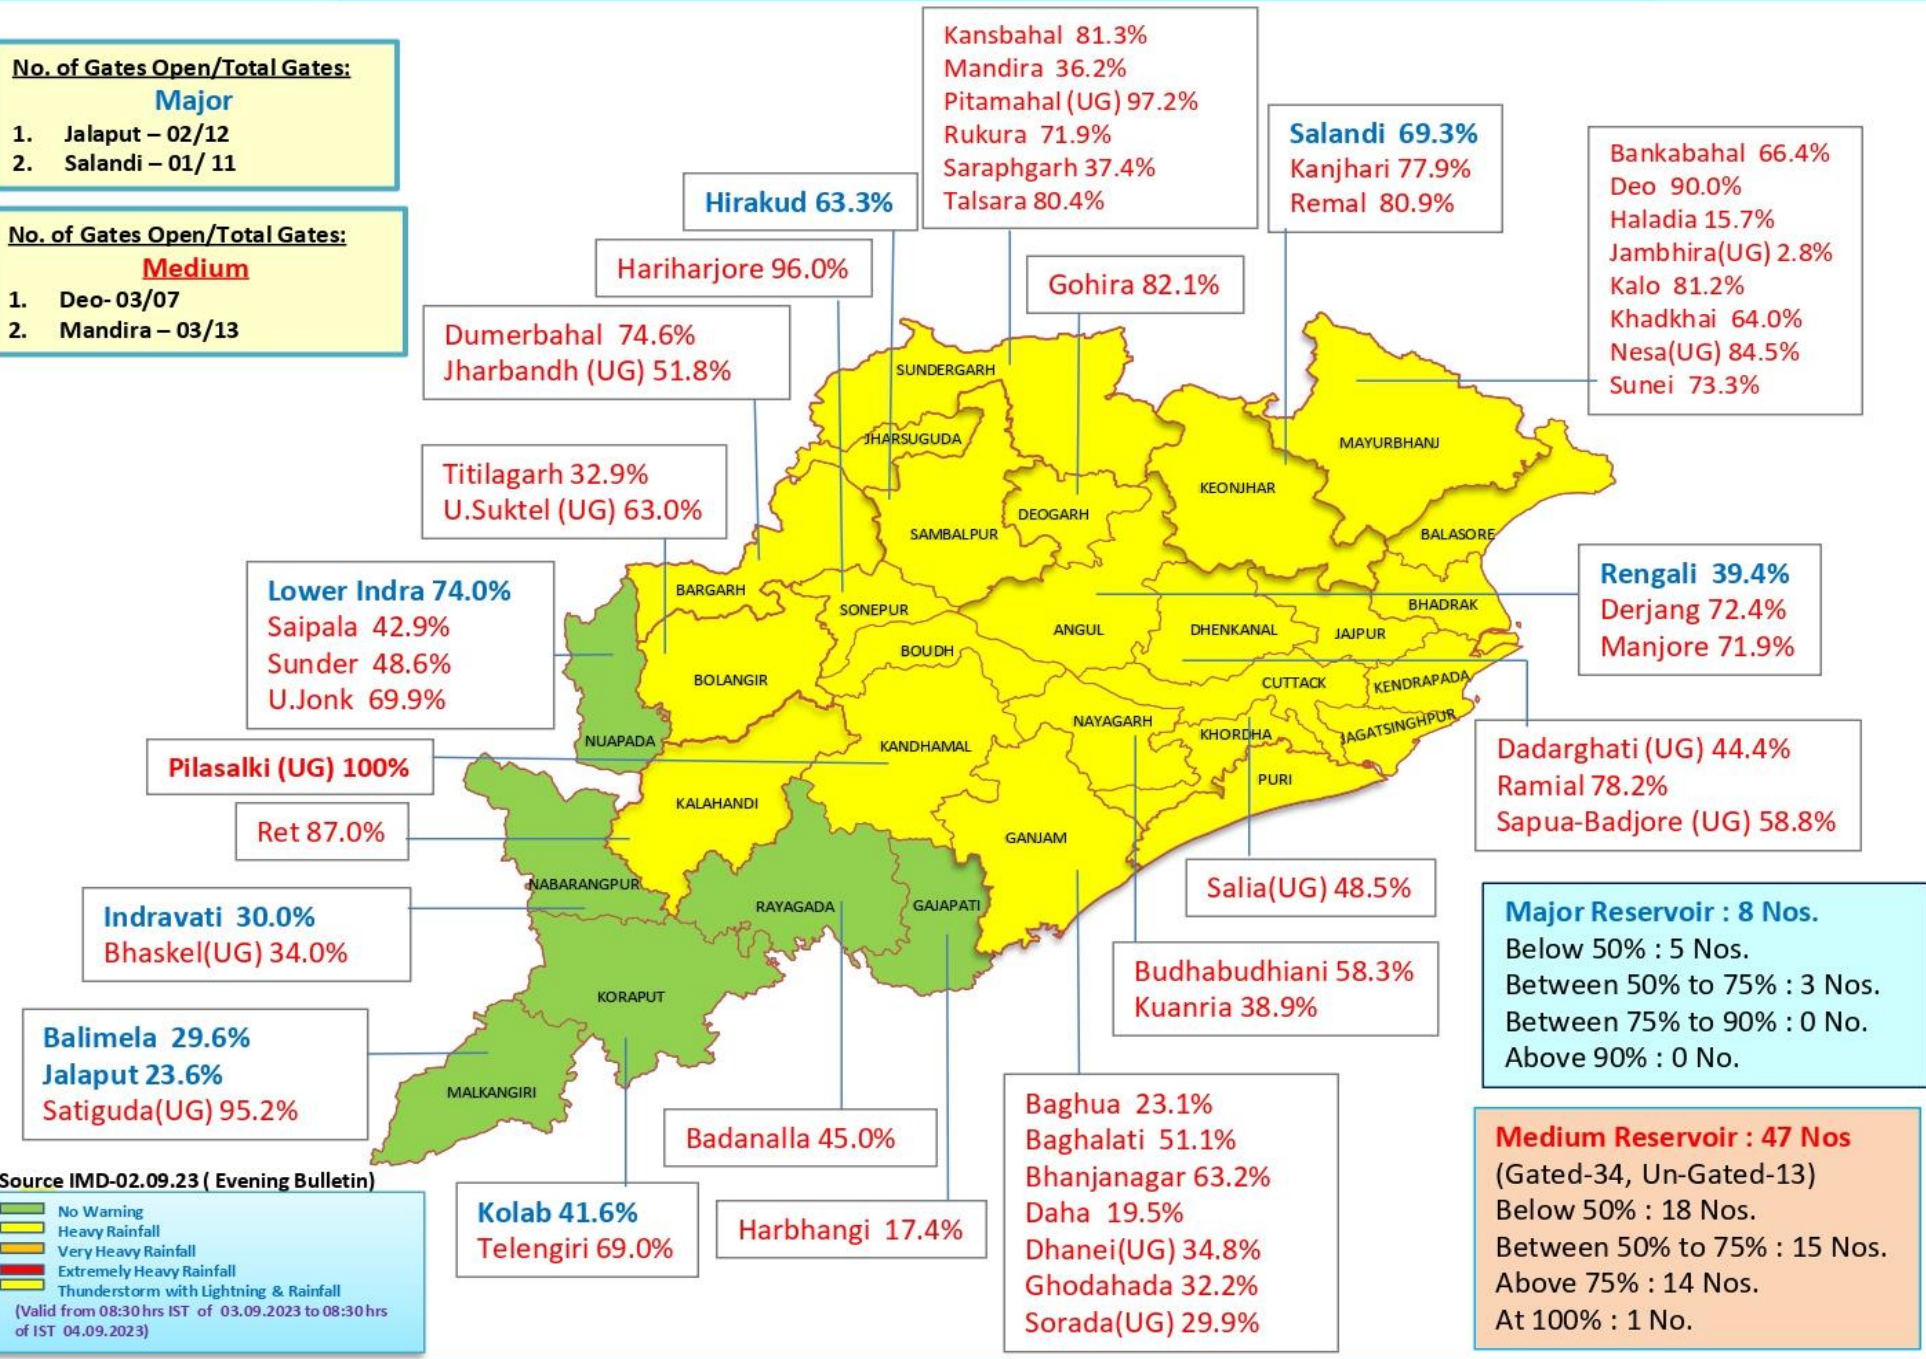 No. of Gates Open/Total Gates:
Major
1. Jalaput – 02/12
2. Salandi – 01/ 11
No. of Gates Open/Total Gates:
Medium
1. Deo- 03/07
2. Mandira – 03/13
Kansbahal 81.3%
Mandira 36.2%
Pitamahal (UG) 97.2%
Rukura 71.9%
Saraphgarh 37.4%
Talsara 80.4%
Salandi 69.3%
Kanjhari 77.9%
Remal 80.9%
Bankabahal 66.4%
Deo 90.0%
Haladia 15.7%
Jambhira(UG) 2.8%
Kalo 81.2%
Khadkhai 64.0%
Nesa(UG) 84.5%
Sunei 73.3%
Hirakud 63.3%
Hariharjore 96.0%
Gohira 82.1%
Dumerbahal 74.6%
Jharbandh (UG) 51.8%
Titilagarh 32.9%
U.Suktel (UG) 63.0%
Lower Indra 74.0%
Saipala 42.9%
Sunder 48.6%
U.Jonk 69.9%
Pilasalki (UG) 100%
Ret 87.0%
Indravati 30.0%
Bhaskel(UG) 34.0%
Balimela 29.6%
Jalaput 23.6%
Satiguda(UG) 95.2%
SUNDERGARH
JHARSUGUDA
MAYURBHANJ
KEONJHAR
DEOGARH
SAMBALPUR
BALASORE
BARGARH
SONEPUR
BHADRAK
ANGUL
DHENKANAL
JAJPUR
BOUDH
BOLANGIR
CUTTACK
KENDRAPADA
NAYAGARH
KHORDHA
JAGATSINGHPUR
NUAPADA
KANDHAMAL
PURI
KALAHANDI
GANJAM
NABARANGPUR
RAYAGADA
GAJAPATI
KORAPUT
MALKANGIRI
Rengali 39.4%
Derjang 72.4%
Manjore 71.9%
Dadarghati (UG) 44.4%
Ramial 78.2%
Sapua-Badjore (UG) 58.8%
Salia(UG) 48.5%
Budhabudhiani 58.3%
Kuanria 38.9%
Baghua 23.1%
Baghalati 51.1%
Bhanjanagar 63.2%
Daha 19.5%
Dhanei(UG) 34.8%
Ghodahada 32.2%
Sorada(UG) 29.9%
Badanalla 45.0%
Harbhangi 17.4%
Kolab 41.6%
Telengiri 69.0%
Major Reservoir : 8 Nos.
Below 50% : 5 Nos.
Between 50% to 75% : 3 Nos.
Between 75% to 90% : 0 No.
Above 90% : 0 No.
Medium Reservoir : 47 Nos
(Gated-34, Un-Gated-13)
Below 50% : 18 Nos.
Between 50% to 75% : 15 Nos.
Above 75% : 14 Nos.
At 100% : 1 No.
Source IMD-02.09.23 ( Evening Bulletin)
No Warning
Heavy Rainfall
Very Heavy Rainfall
Extremely Heavy Rainfall
Thunderstorm with Lightning & Rainfall
(Valid from 08:30 hrs IST of 03.09.2023 to 08:30 hrs
of IST 04.09.2023)